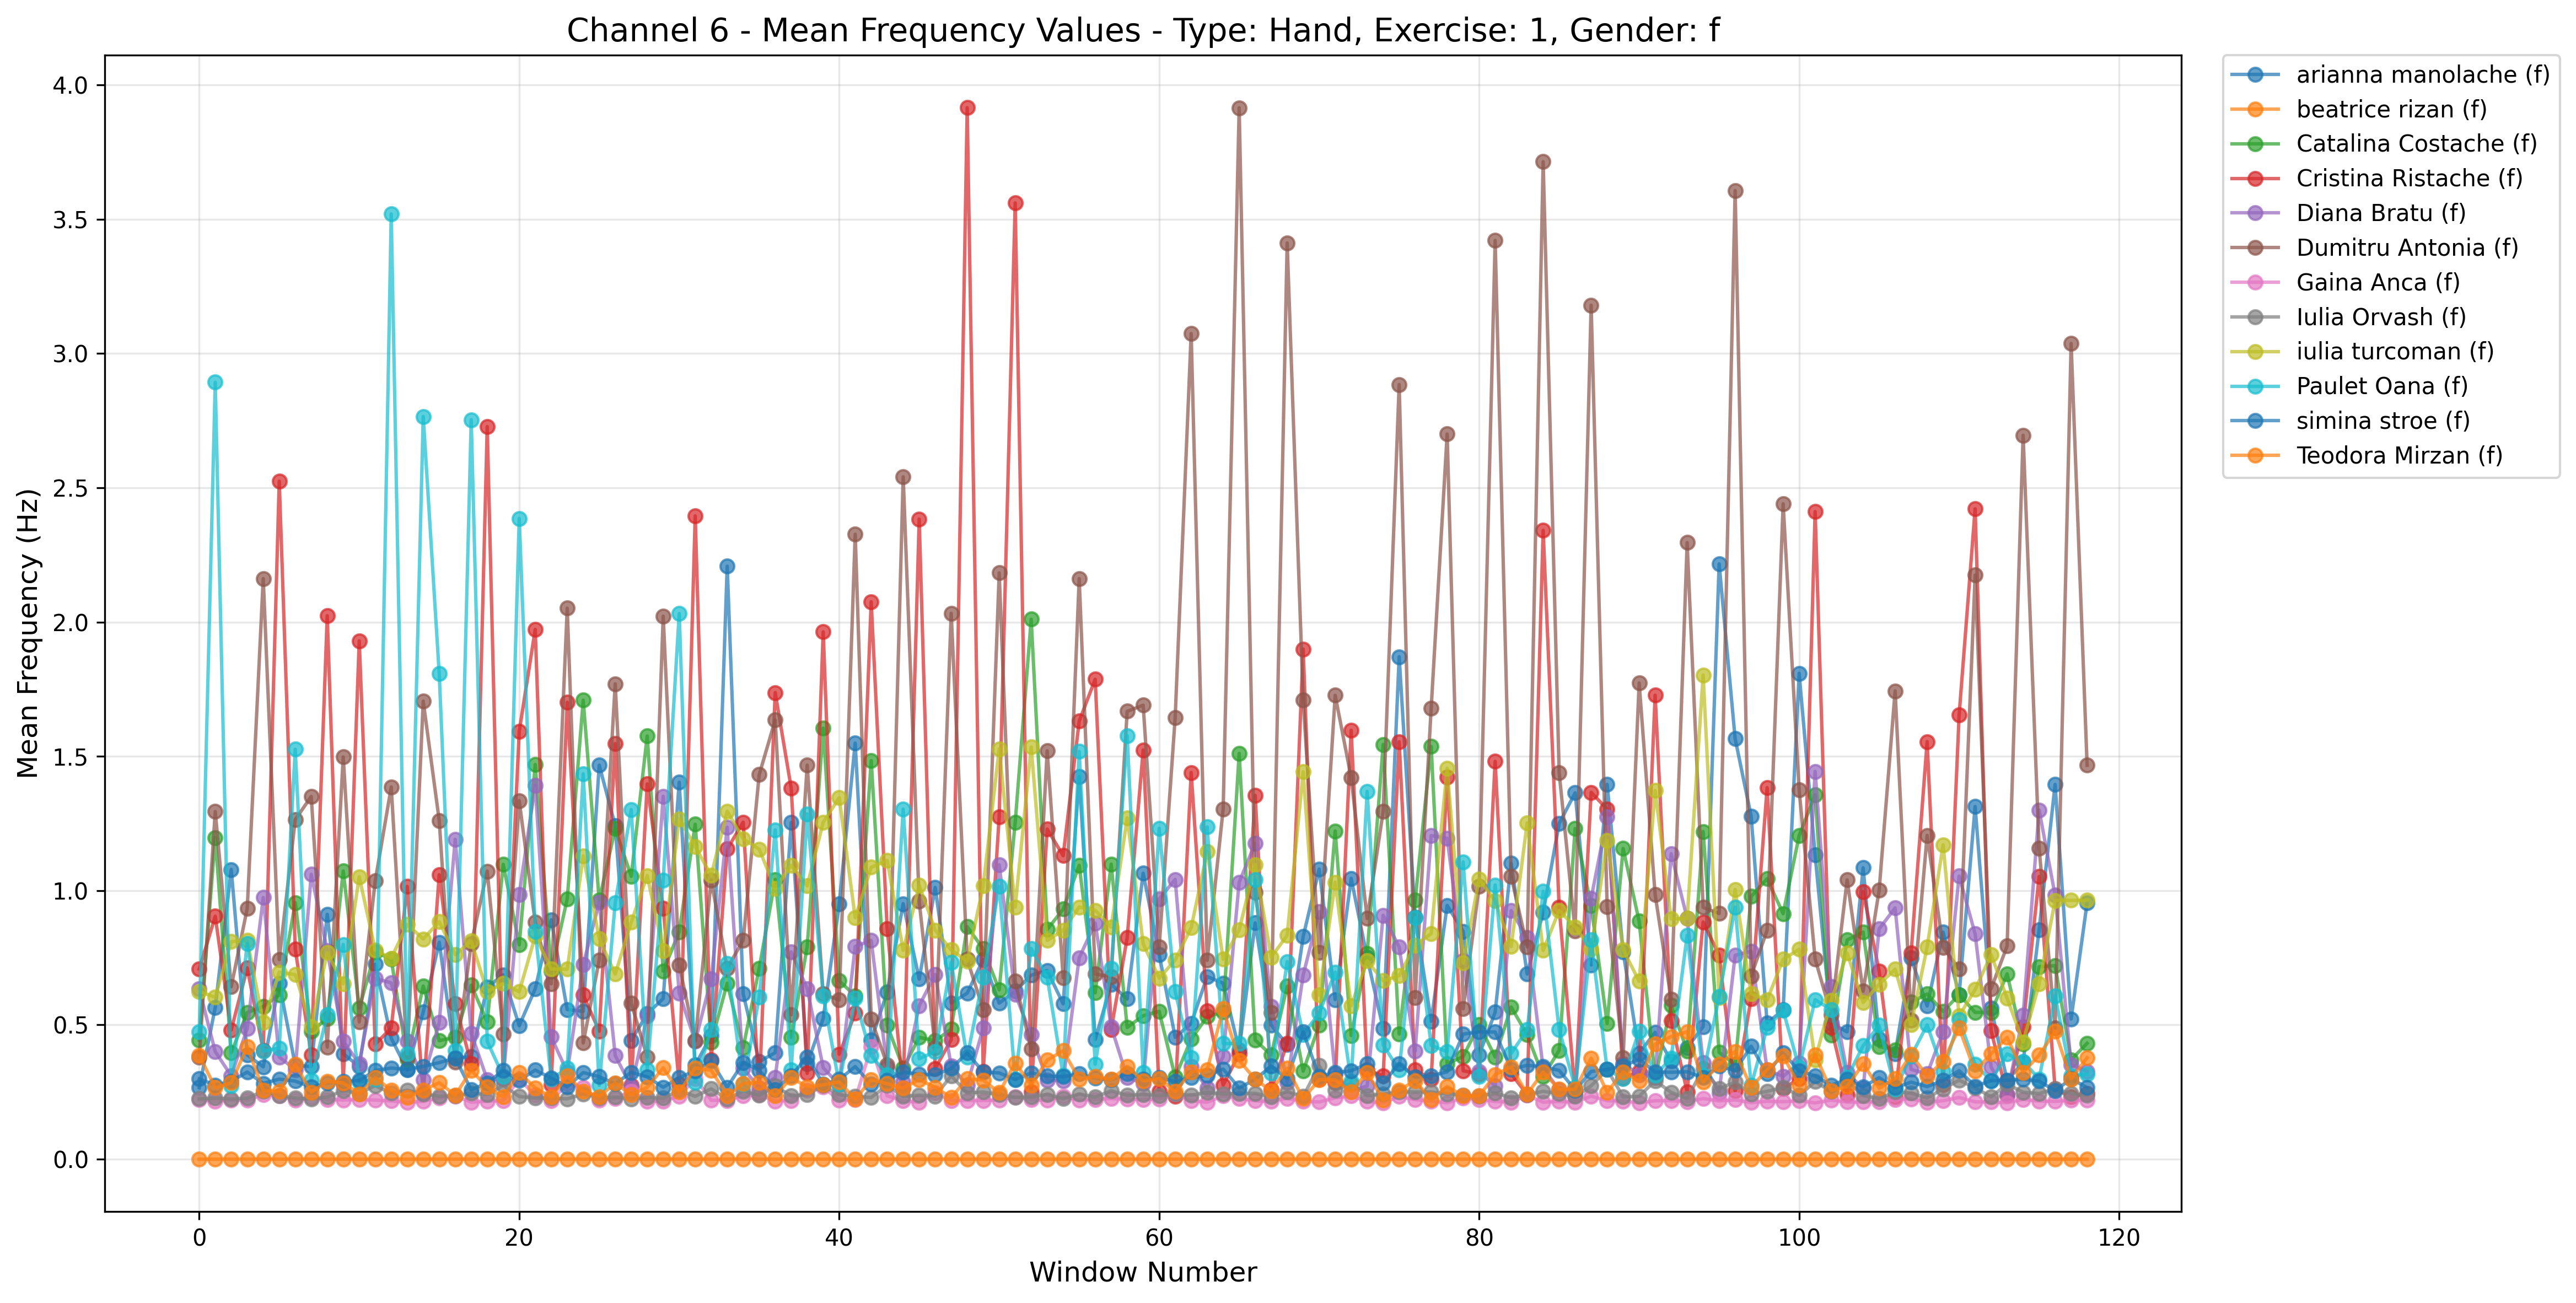 Channel 6 - Mean Frequency Values - Type: Hand, Exercise: 1, Gender: f
4.0
3.5
3.0
2.5
2.0
1.5
1.0
0.5
0.0
Mean Frequency (Hz)
0 20 40 60 80 100 120
Window Number
arianna manolache (f)
beatrice rizan (f)
Catalina Costache (f)
Cristina Ristache (f)
Diana Bratu (f)
Dumitru Antonia (f)
Gaina Anca (f)
Iulia Orvash (f)
iulia turcoman (f)
Paulet Oana (f)
simina stroe (f)
Teodora Mirzan (f)